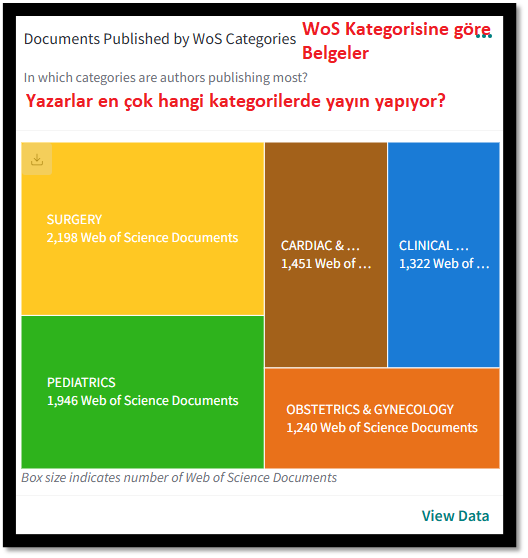 Documents Published by WoS Categories
WoS Kategorisine göre
Belgeler
In which categories are authors publishing most?
Yazarlar en çok hangi kategorilerde yayın yapıyor?
SURGERY
2,198 Web of Science Documents
CARDIAC & ...
1,451 Web of ...
CLINICAL ...
1,322 Web of ...
PEDIATRICS
1,946 Web of Science Documents
OBSTETRICS & GYNECOLOGY
1,240 Web of Science Documents
Box size indicates number of Web of Science Documents
View Data